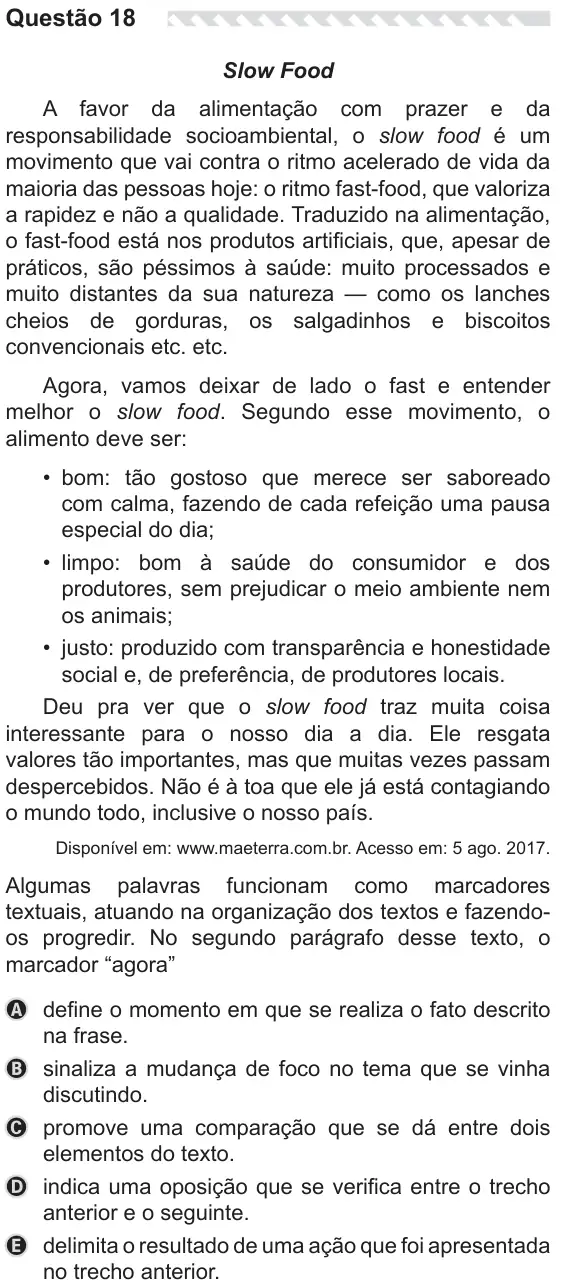 Questão 18
Slow Food
A favor da alimentação com prazer e da
responsabilidade socioambiental, o slow food é um
movimento que vai contra o ritmo acelerado de vida da
maioria das pessoas hoje: o ritmo fast-food, que valoriza
a rapidez e não a qualidade. Traduzido na alimentação,
o fast-food está nos produtos artificiais, que, apesar de
práticos, são péssimos à saúde: muito processados e
muito distantes da sua natureza — como os lanches
cheios de gorduras, os salgadinhos e biscoitos
convencionais etc. etc.
Agora, vamos deixar de lado o fast e entender
melhor o slow food. Segundo esse movimento, o
alimento deve ser:
• bom: tão gostoso que merece ser saboreado
com calma, fazendo de cada refeição uma pausa
especial do dia;
• limpo: bom à saúde do consumidor e dos
produtores, sem prejudicar o meio ambiente nem
os animais;
• justo: produzido com transparência e honestidade
social e, de preferência, de produtores locais.
Deu pra ver que o slow food traz muita coisa
interessante para o nosso dia a dia. Ele resgata
valores tão importantes, mas que muitas vezes passam
despercebidos. Não é à toa que ele já está contagiando
o mundo todo, inclusive o nosso país.
Disponível em: www.maeterra.com.br. Acesso em: 5 ago. 2017.
Algumas palavras funcionam como marcadores
textuais, atuando na organização dos textos e fazendo-
os progredir. No segundo parágrafo desse texto, o
marcador “agora”
A define o momento em que se realiza o fato descrito
na frase.
B sinaliza a mudança de foco no tema que se vinha
discutindo.
C promove uma comparação que se dá entre dois
elementos do texto.
D indica uma oposição que se verifica entre o trecho
anterior e o seguinte.
E delimita o resultado de uma ação que foi apresentada
no trecho anterior.